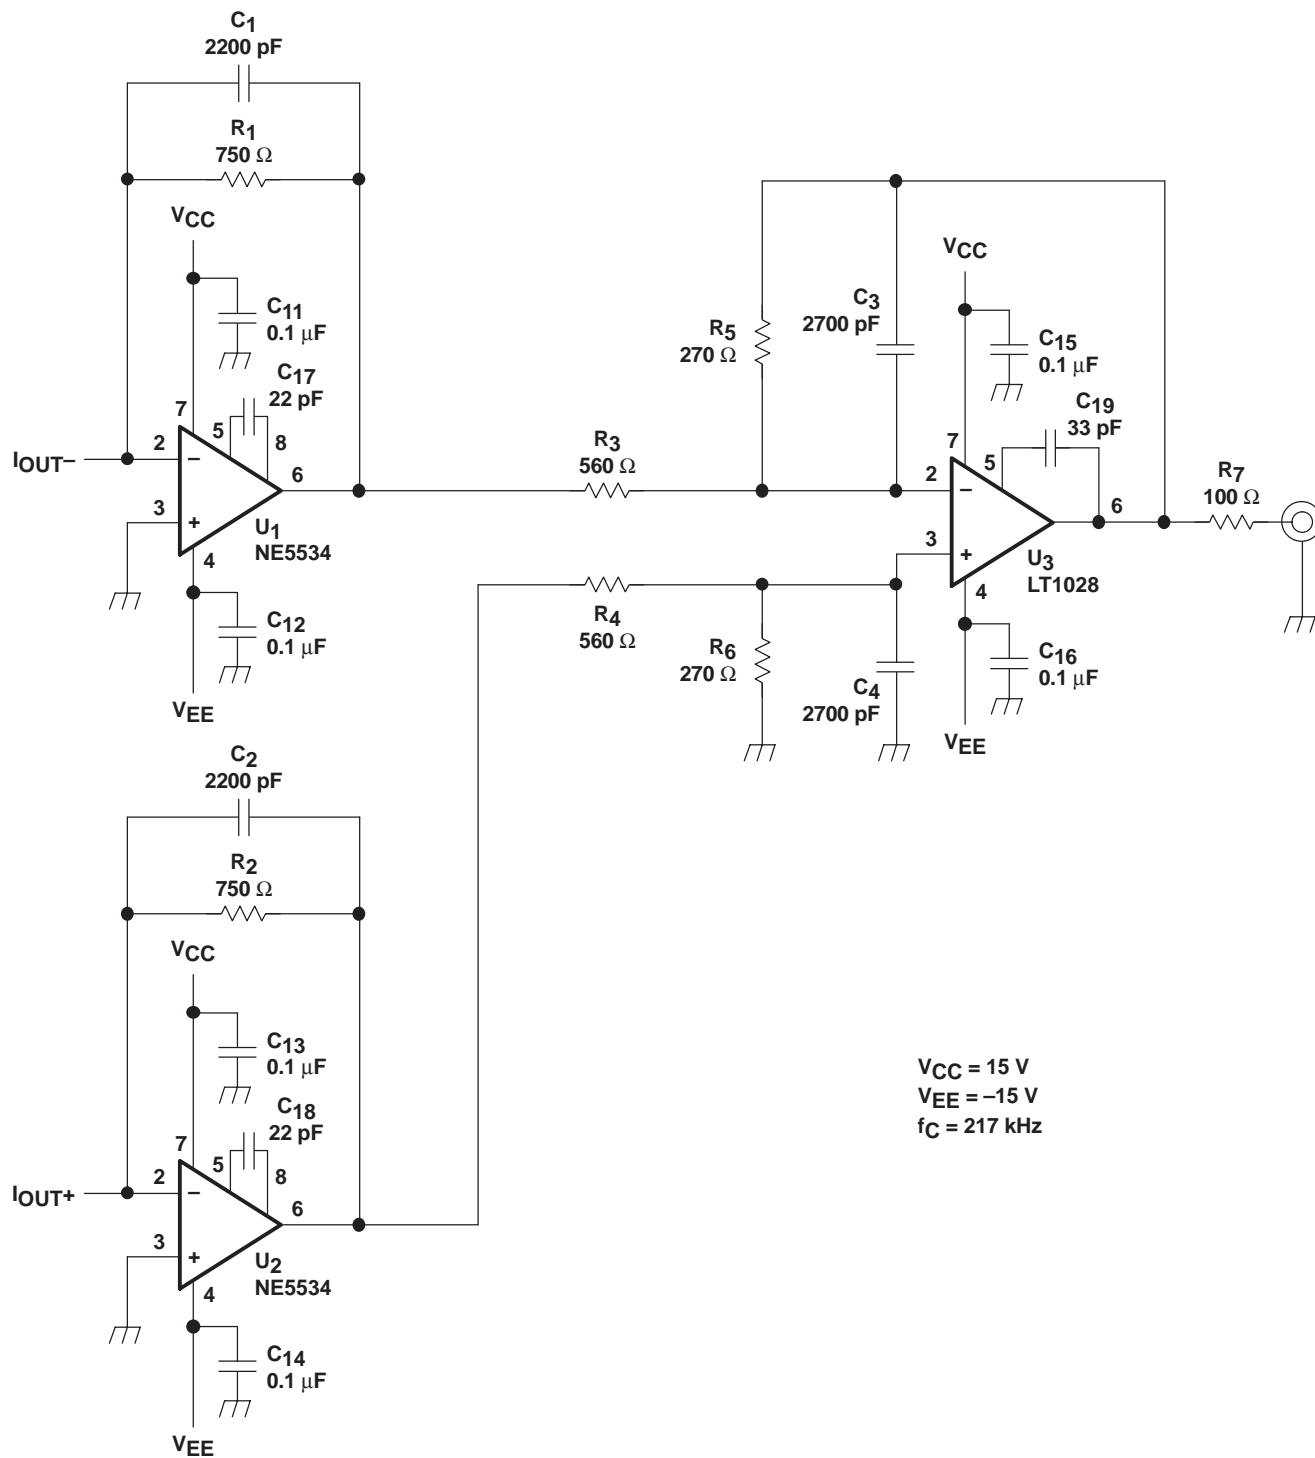 C1
2200 pF
R1
750 Ω
VCC
C11
0.1 μF
C17
22 pF
7
5
8
2
6
3
4
IOUT–
–
+
U1
NE5534
C12
0.1 μF
VEE
R3
560 Ω
R4
560 Ω
R5
270 Ω
C3
2700 pF
R6
270 Ω
C4
2700 pF
VCC
C15
0.1 μF
C19
33 pF
7
5
2
6
3
4
–
+
U3
LT1028
R7
100 Ω
C16
0.1 μF
VEE
C2
2200 pF
R2
750 Ω
VCC
C13
0.1 μF
C18
22 pF
7
5
8
2
6
3
4
IOUT+
–
+
U2
NE5534
C14
0.1 μF
VEE
VCC = 15 V
VEE = –15 V
fC = 217 kHz